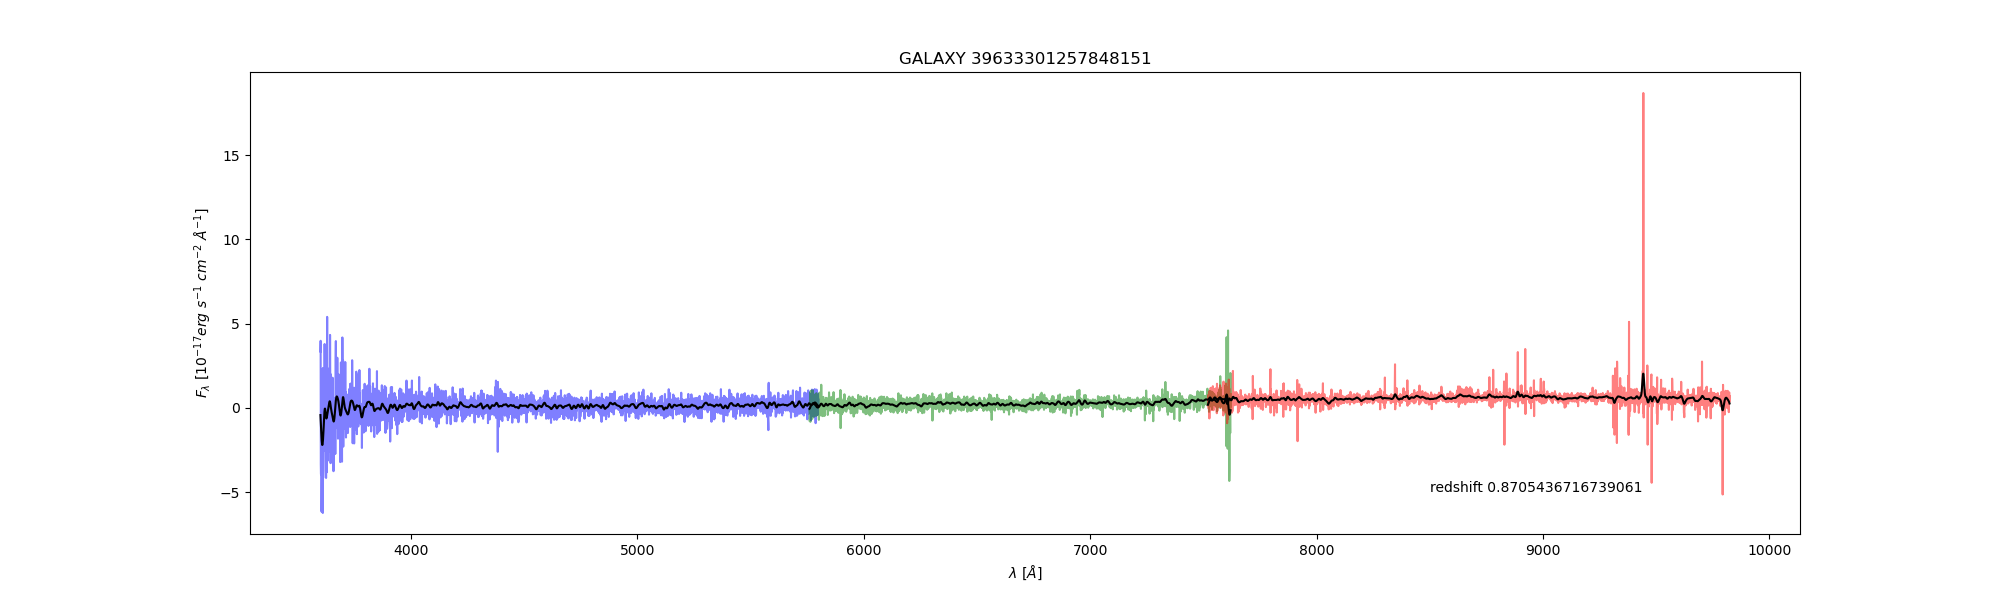 GALAXY 39633301257848151
F_λ [10^−17 erg s^−1 cm^−2 Å^−1]
15
10
5
0
−5
redshift 0.8705436716739061
4000 5000 6000 7000 8000 9000 10000
λ [Å]